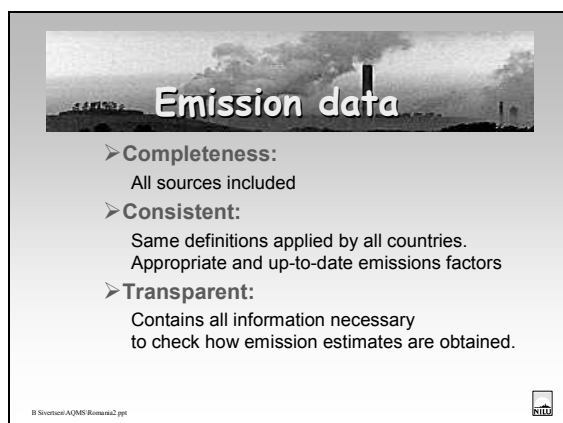 Emission data
➢Completeness:
All sources included
➢Consistent:
Same definitions applied by all countries.
Appropriate and up-to-date emissions factors
➢Transparent:
Contains all information necessary
to check how emission estimates are obtained.
B Sivertsen/AQMS/Romania2.ppt
NILU